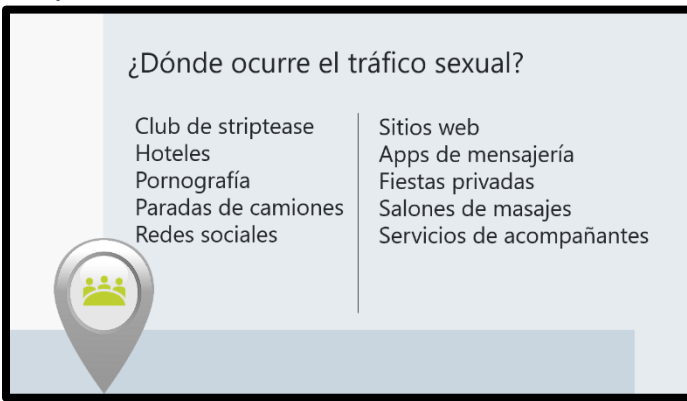 ¿Dónde ocurre el tráfico sexual?
Club de striptease
Hoteles
Pornografía
Paradas de camiones
Redes sociales
Sitios web
Apps de mensajería
Fiestas privadas
Salones de masajes
Servicios de acompañantes